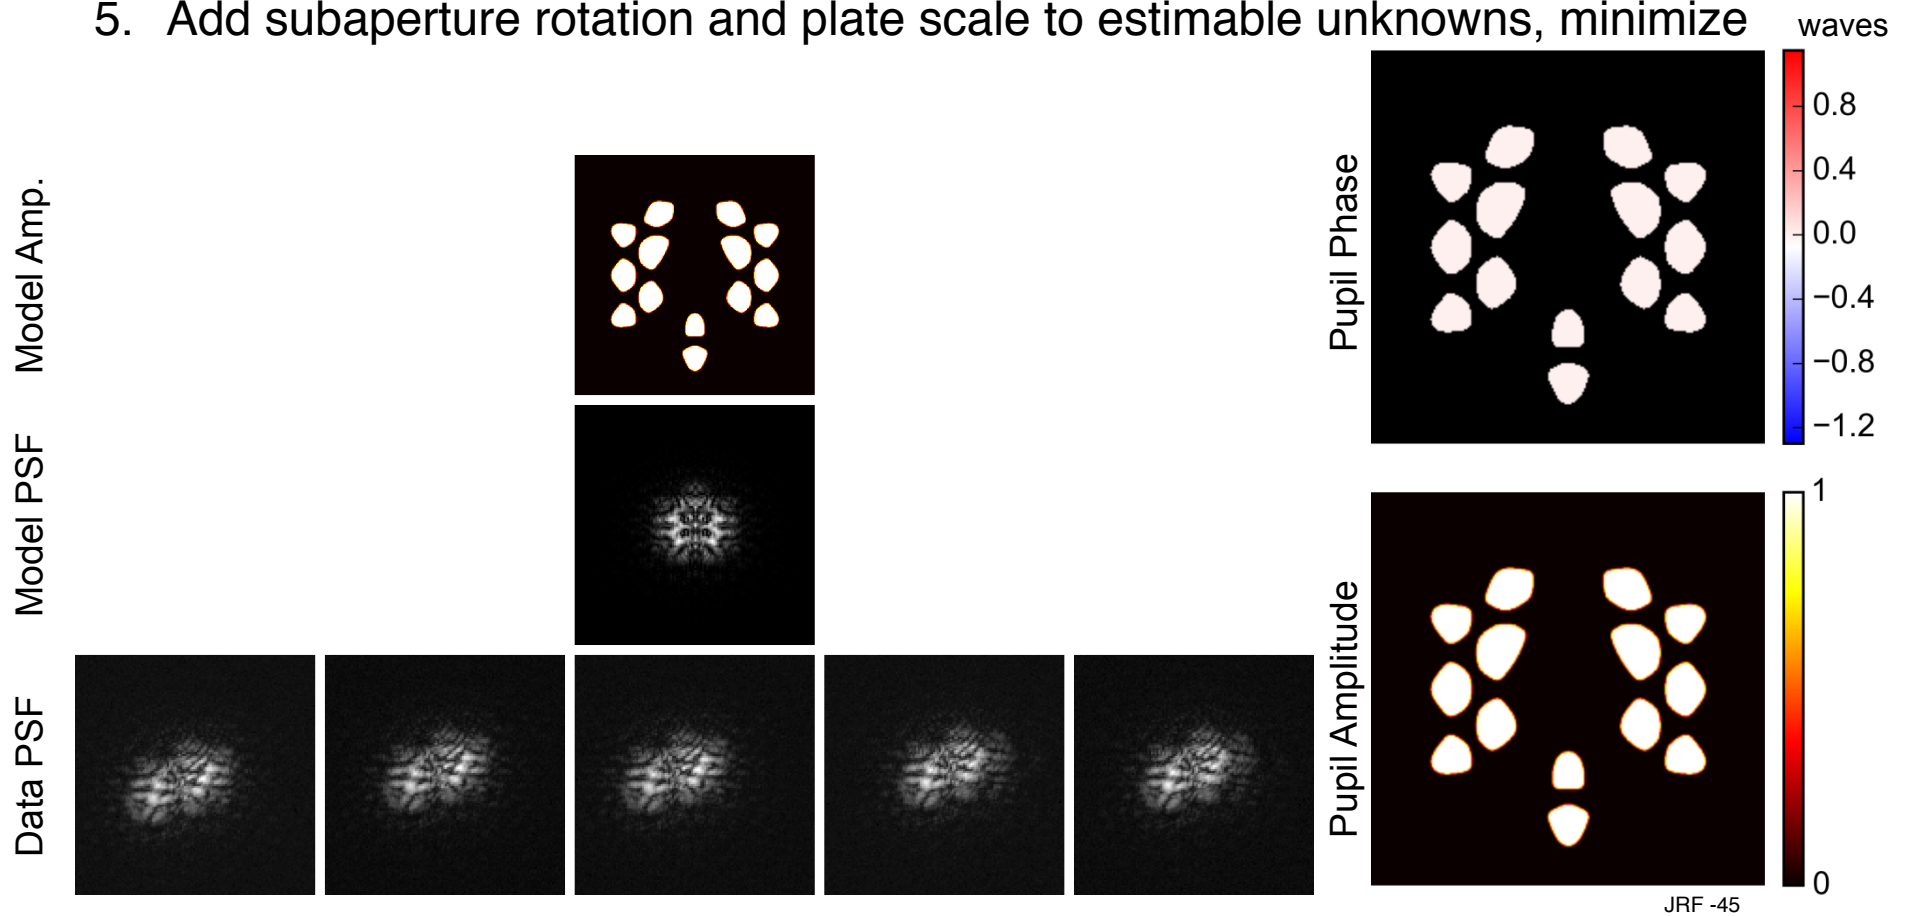 5. Add subaperture rotation and plate scale to estimable unknowns, minimize
waves
Model Amp.
Model PSF
Data PSF
Pupil Phase
0.8
0.4
0.0
−0.4
−0.8
−1.2
Pupil Amplitude
1
0
JRF -45